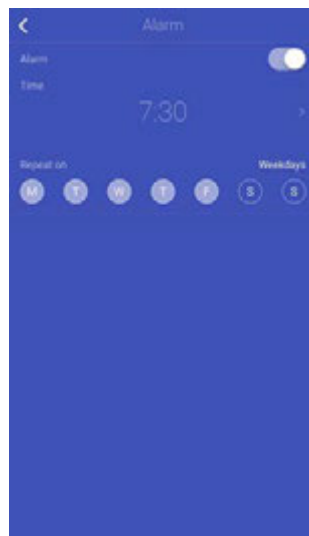 Alarm
Alarm
Time
7:30
Repeat on Weekdays
M T W T F S S